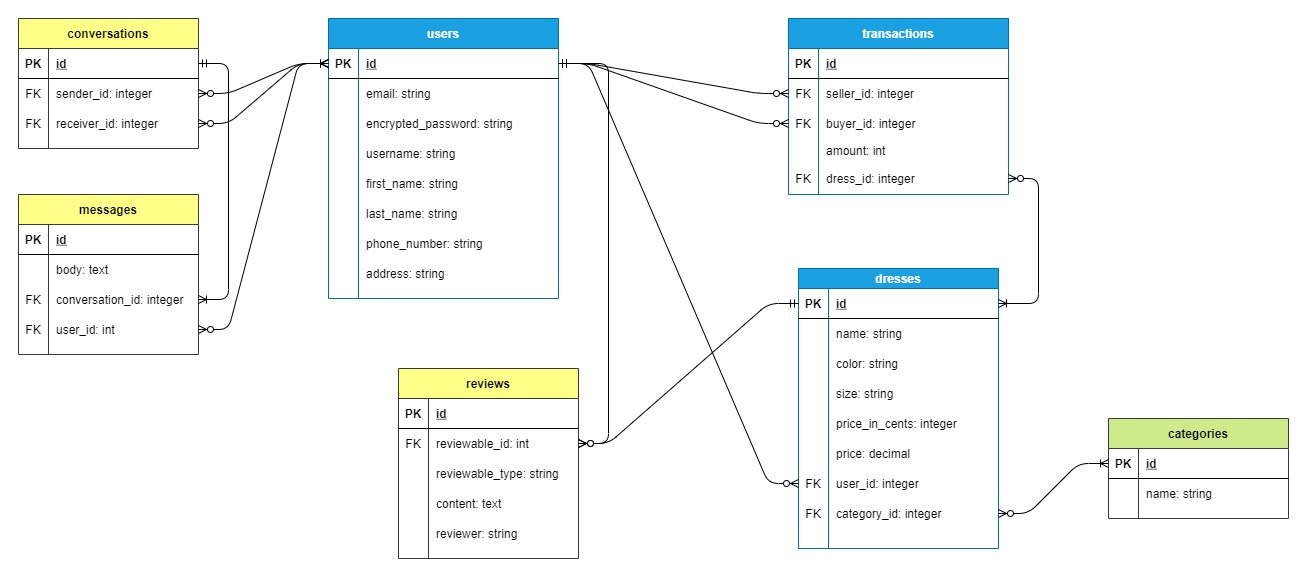 conversations
PK id
FK sender_id: integer
FK receiver_id: integer
messages
PK id
body: text
FK conversation_id: integer
FK user_id: int
users
PK id
email: string
encrypted_password: string
username: string
first_name: string
last_name: string
phone_number: string
address: string
reviews
PK id
FK reviewable_id: int
reviewable_type: string
content: text
reviewer: string
transactions
PK id
FK seller_id: integer
FK buyer_id: integer
amount: int
FK dress_id: integer
dresses
PK id
name: string
color: string
size: string
price_in_cents: integer
price: decimal
FK user_id: integer
FK category_id: integer
categories
PK id
name: string